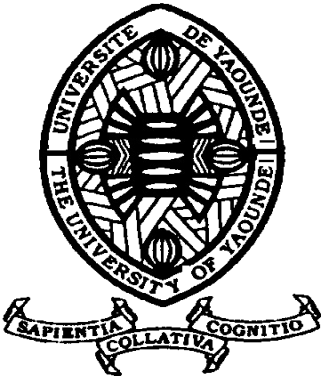 UNIVERSITE DE YAOUNDE
THE UNIVERSITY OF YAOUNDE
SAPIENTIA
COLLATIVA
COGNITIO